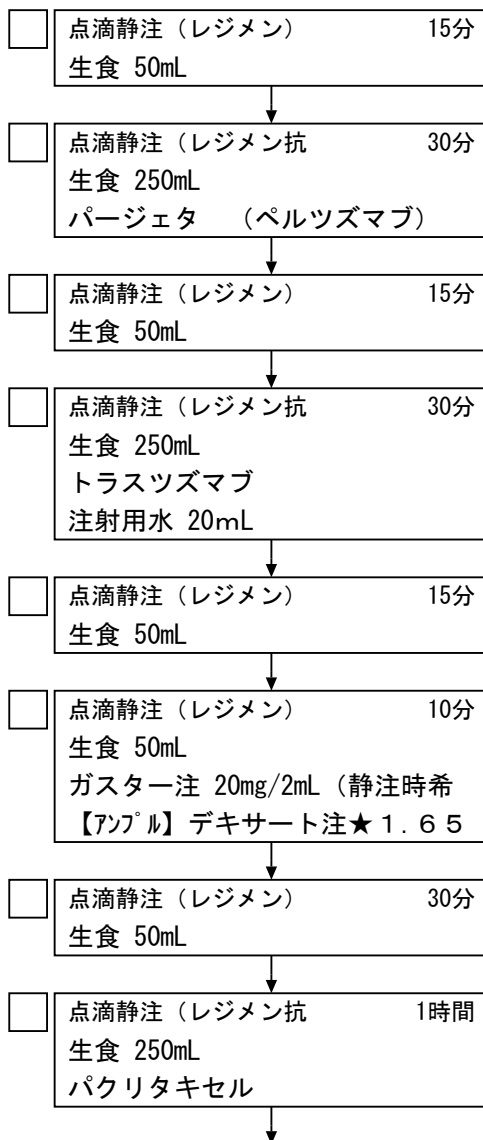 点滴静注（レジメン） 15分
生食 50mL
点滴静注（レジメン抗 30分
生食 250mL
パージェタ （ペルツズマブ）
点滴静注（レジメン） 15分
生食 50mL
点滴静注（レジメン抗 30分
生食 250mL
トラスツズマブ
注射用水 20mL
点滴静注（レジメン） 15分
生食 50mL
点滴静注（レジメン） 10分
生食 50mL
ガスター注 20mg/2mL（静注時希
【ｱﾝﾌﾟﾙ】デキサート注★１.６５
点滴静注（レジメン） 30分
生食 50mL
点滴静注（レジメン抗 1時間
生食 250mL
パクリタキセル